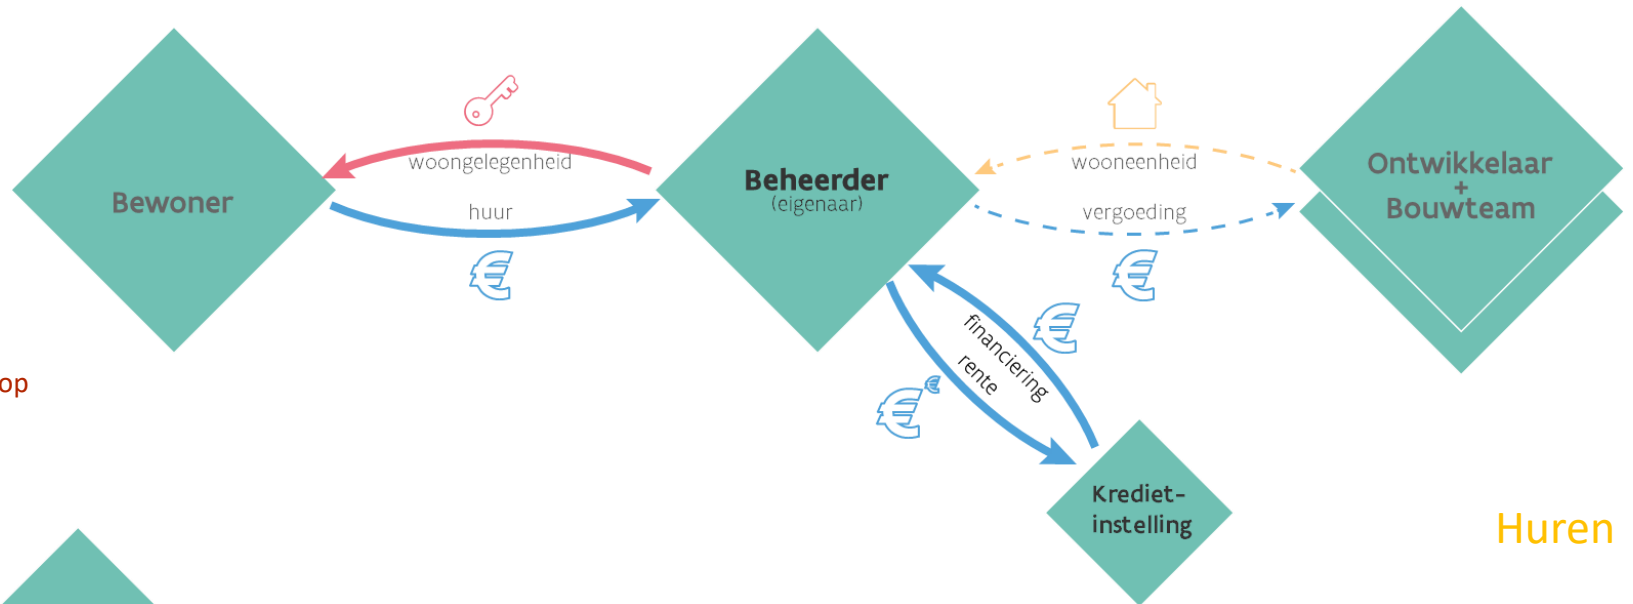 Bewoner
woongelegenheid
huur
€
Beheerder
(eigenaar)
wooneenheid
vergoeding
€
Ontwikkelaar
+
Bouwteam
financiering
€
rente
€€
Krediet-
instelling
op
Huren